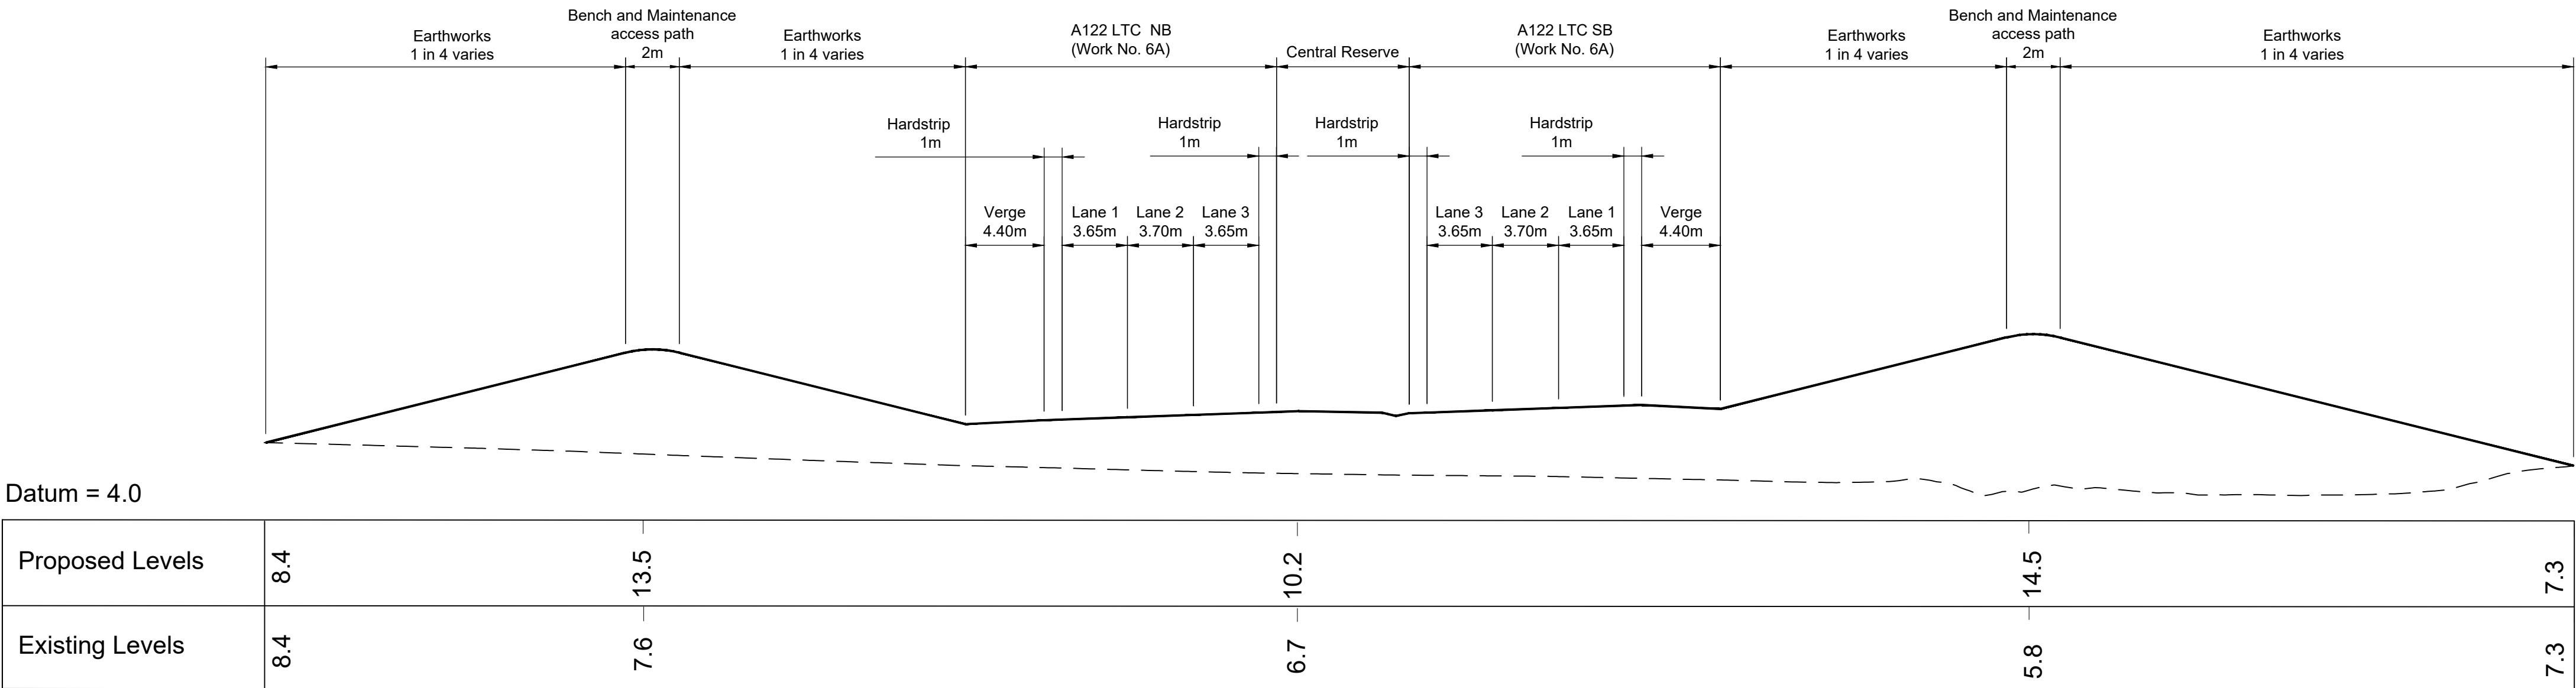 Earthworks
1 in 4 varies
Bench and Maintenance
access path
2m
Earthworks
1 in 4 varies
A122 LTC  NB
(Work No. 6A)
Central Reserve
A122 LTC SB
(Work No. 6A)
Earthworks
1 in 4 varies
Bench and Maintenance
access path
2m
Earthworks
1 in 4 varies
Hardstrip
1m
Hardstrip
1m
Hardstrip
1m
Hardstrip
1m
Verge
4.40m
Lane 1
3.65m
Lane 2
3.70m
Lane 3
3.65m
Lane 3
3.65m
Lane 2
3.70m
Lane 1
3.65m
Verge
4.40m
Datum = 4.0
Proposed Levels
8.4
13.5
10.2
14.5
7.3
Existing Levels
8.4
7.6
6.7
5.8
7.3